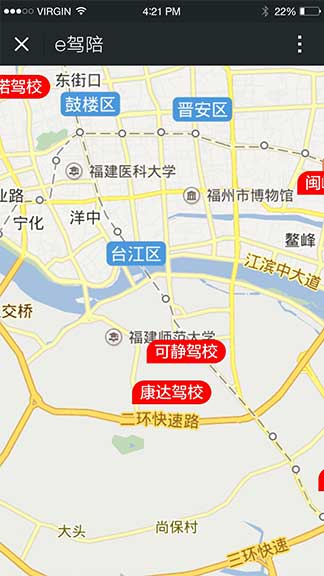 VIRGIN 4:21 PM 22%
e驾陪
诺驾校
东街口
鼓楼区
晋安区
福建医科大学
福州市博物馆
闽
业路
宁化
洋中
鳌峰
台江区
江滨中大道
交桥
福建师范大学
可静驾校
康达驾校
二环快速路
大头
尚保村
三环快速